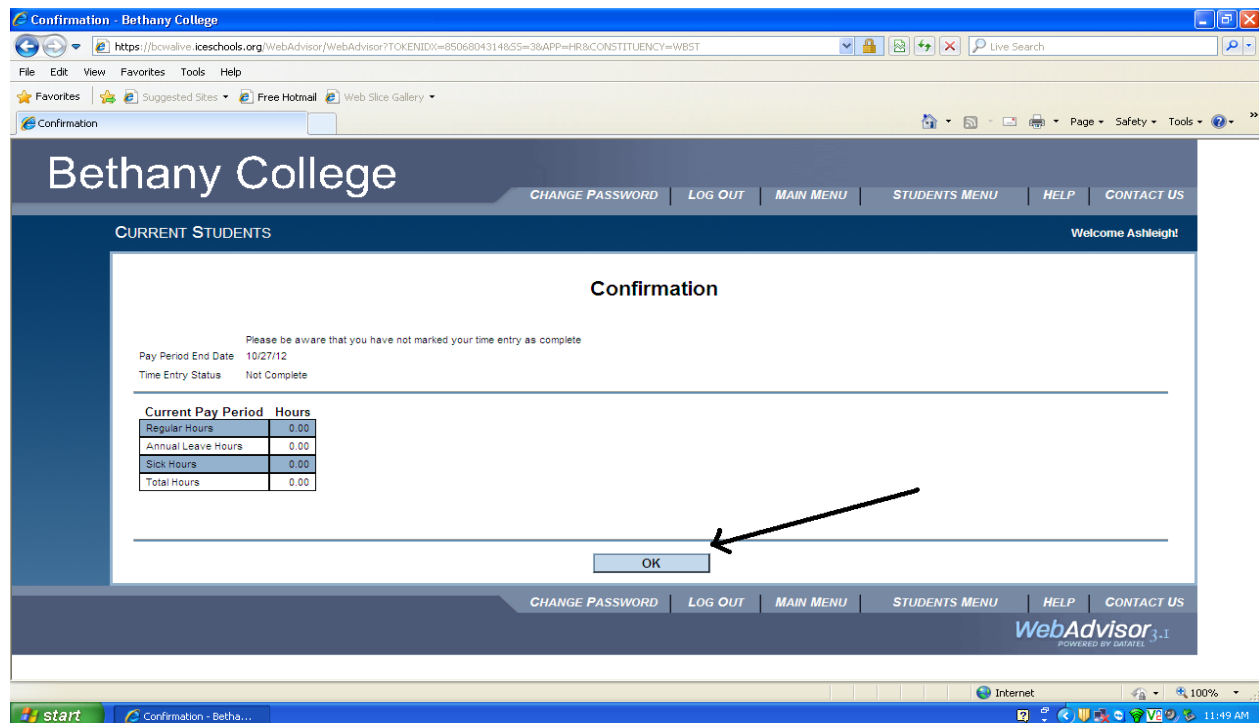 Confirmation - Bethany College
https://bcwalive.iceschools.org/WebAdvisor/WebAdvisor?TOKENIDX=8506804314&SS=3&APP=HR&CONSTITUENCY=WBST
Live Search
File Edit View Favorites Tools Help
Favorites Suggested Sites Free Hotmail Web Slice Gallery
Confirmation Page Safety Tools »
Bethany College
CHANGE PASSWORD LOG OUT MAIN MENU STUDENTS MENU HELP CONTACT US
CURRENT STUDENTS Welcome Ashleigh!
Confirmation
Please be aware that you have not marked your time entry as complete
Pay Period End Date 10/27/12
Time Entry Status Not Complete
Current Pay Period Hours
Regular Hours 0.00
Annual Leave Hours 0.00
Sick Hours 0.00
Total Hours 0.00
OK
CHANGE PASSWORD LOG OUT MAIN MENU STUDENTS MENU HELP CONTACT US
WebAdvisor 3.1
POWERED BY DATATEL
Internet 100%
start Confirmation - Betha... 11:49 AM